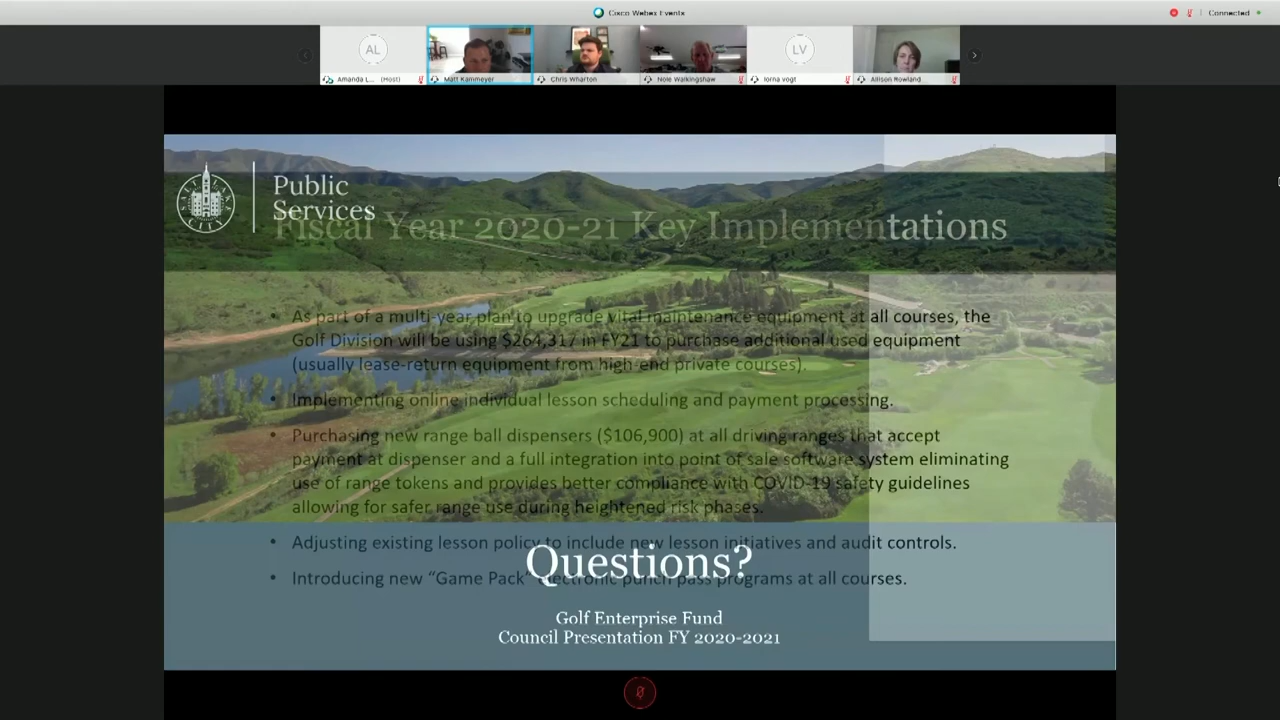 Cisco Webex Events
Connected
AL
LV
Amanda L... (Host)
Matt Kammeyer
Chris Wharton
Nole Walkingshaw
lorna vogt
Allison Rowland
SALT LAKE
CITY
Public
Services
Fiscal Year 2020-21 Key Implementations
• As part of a multi-year plan to upgrade vital maintenance equipment at all courses, the
Golf Division will be using $264,317 in FY21 to purchase additional used equipment
(usually lease-return equipment from high-end private courses).
• Implementing online individual lesson scheduling and payment processing.
• Purchasing new range ball dispensers ($106,900) at all driving ranges that accept
payment at dispenser and a full integration into point of sale software system eliminating
use of range tokens and provides better compliance with COVID-19 safety guidelines
allowing for safer range use during heightened risk phases.
• Adjusting existing lesson policy to include new lesson initiatives and audit controls.
• Introducing new “Game Pack” electronic punch pass programs at all courses.
Questions?
Golf Enterprise Fund
Council Presentation FY 2020-2021